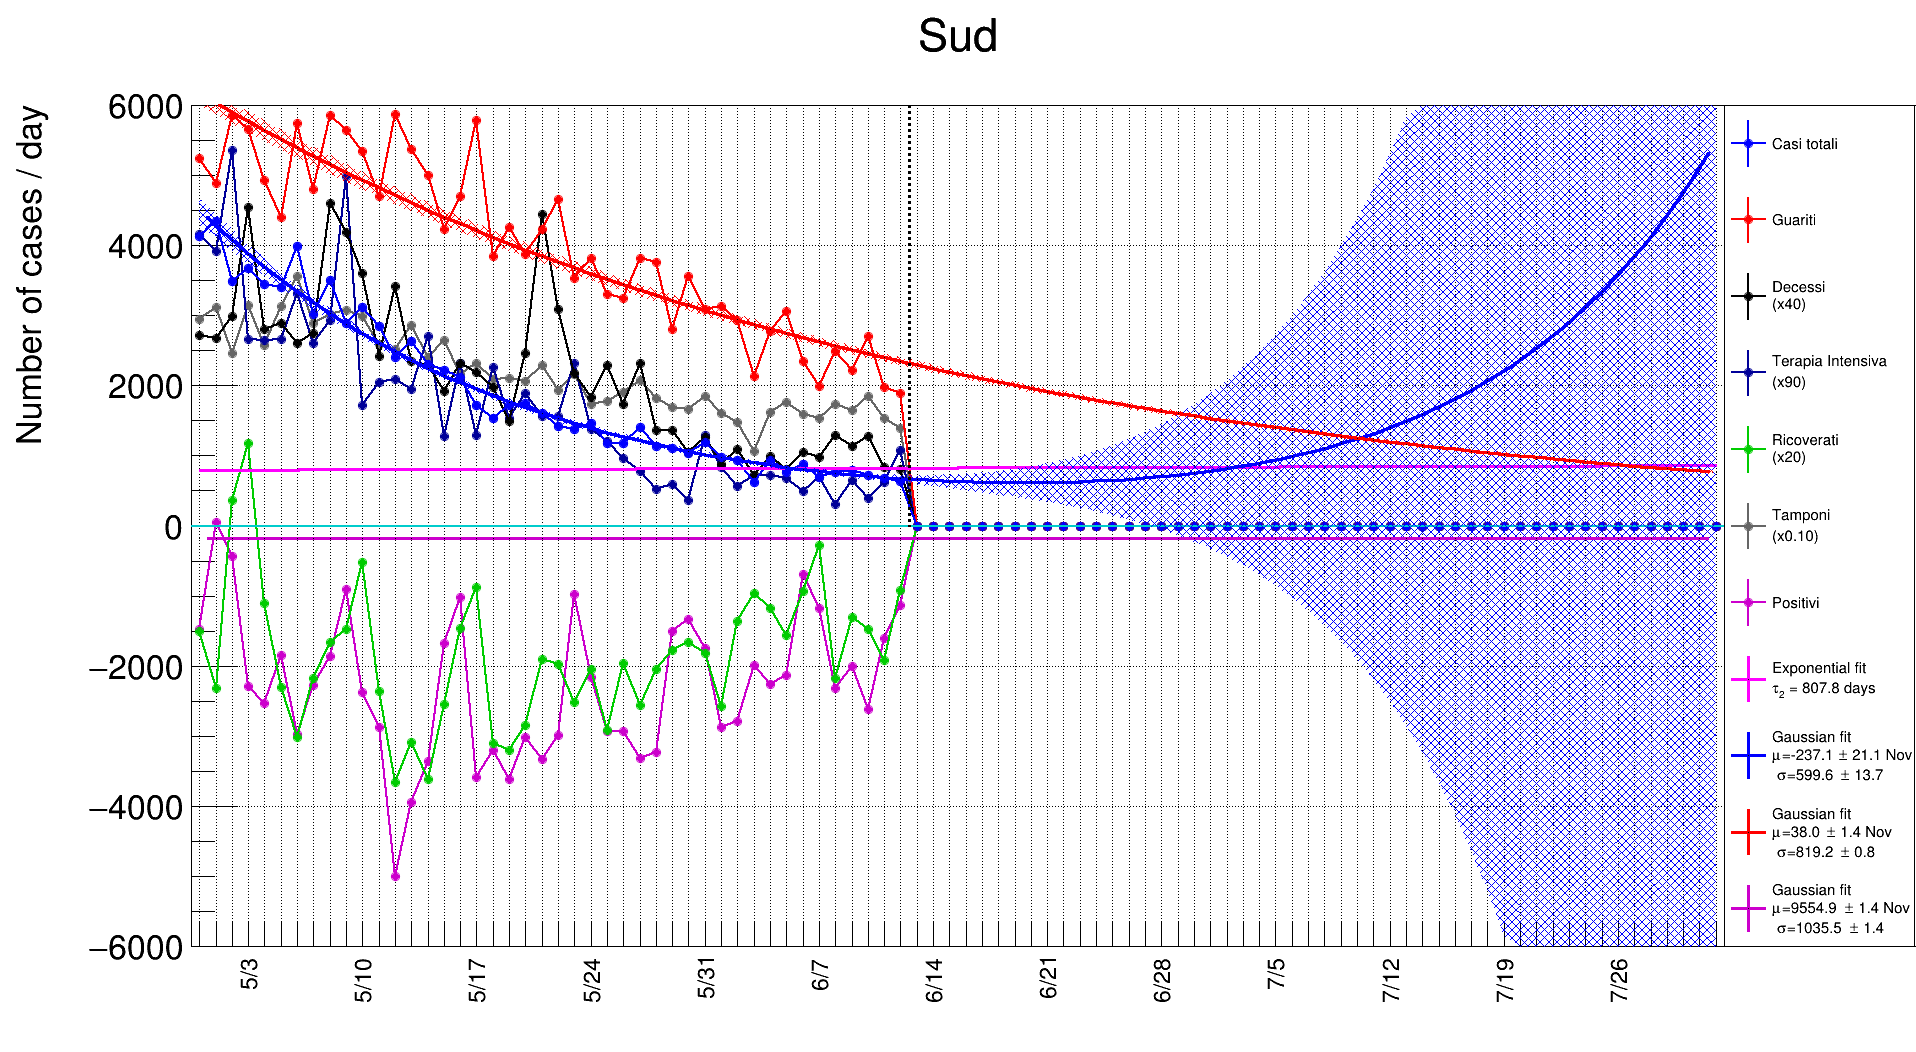 Sud
Number of cases / day
6000
4000
2000
0
−2000
−4000
−6000
5/3
5/10
5/17
5/24
5/31
6/7
6/14
6/21
6/28
7/5
7/12
7/19
7/26
Casi totali
Guariti
Decessi
(x40)
Terapia Intensiva
(x90)
Ricoverati
(x20)
Tamponi
(x0.10)
Positivi
Exponential fit
τ2 = 807.8 days
Gaussian fit
μ=-237.1 ± 21.1 Nov
σ=599.6 ± 13.7
Gaussian fit
μ=38.0 ± 1.4 Nov
σ=819.2 ± 0.8
Gaussian fit
μ=9554.9 ± 1.4 Nov
σ=1035.5 ± 1.4